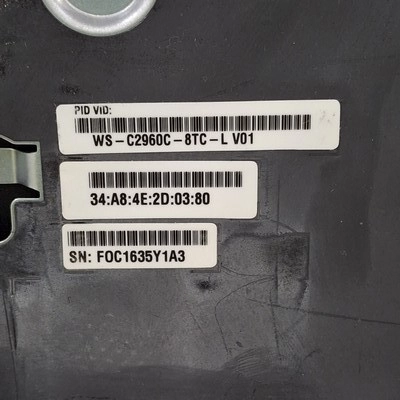 PID VID:
WS-C2960C-8TC-L V01
34:A8:4E:2D:03:80
SN: FOC1635Y1A3